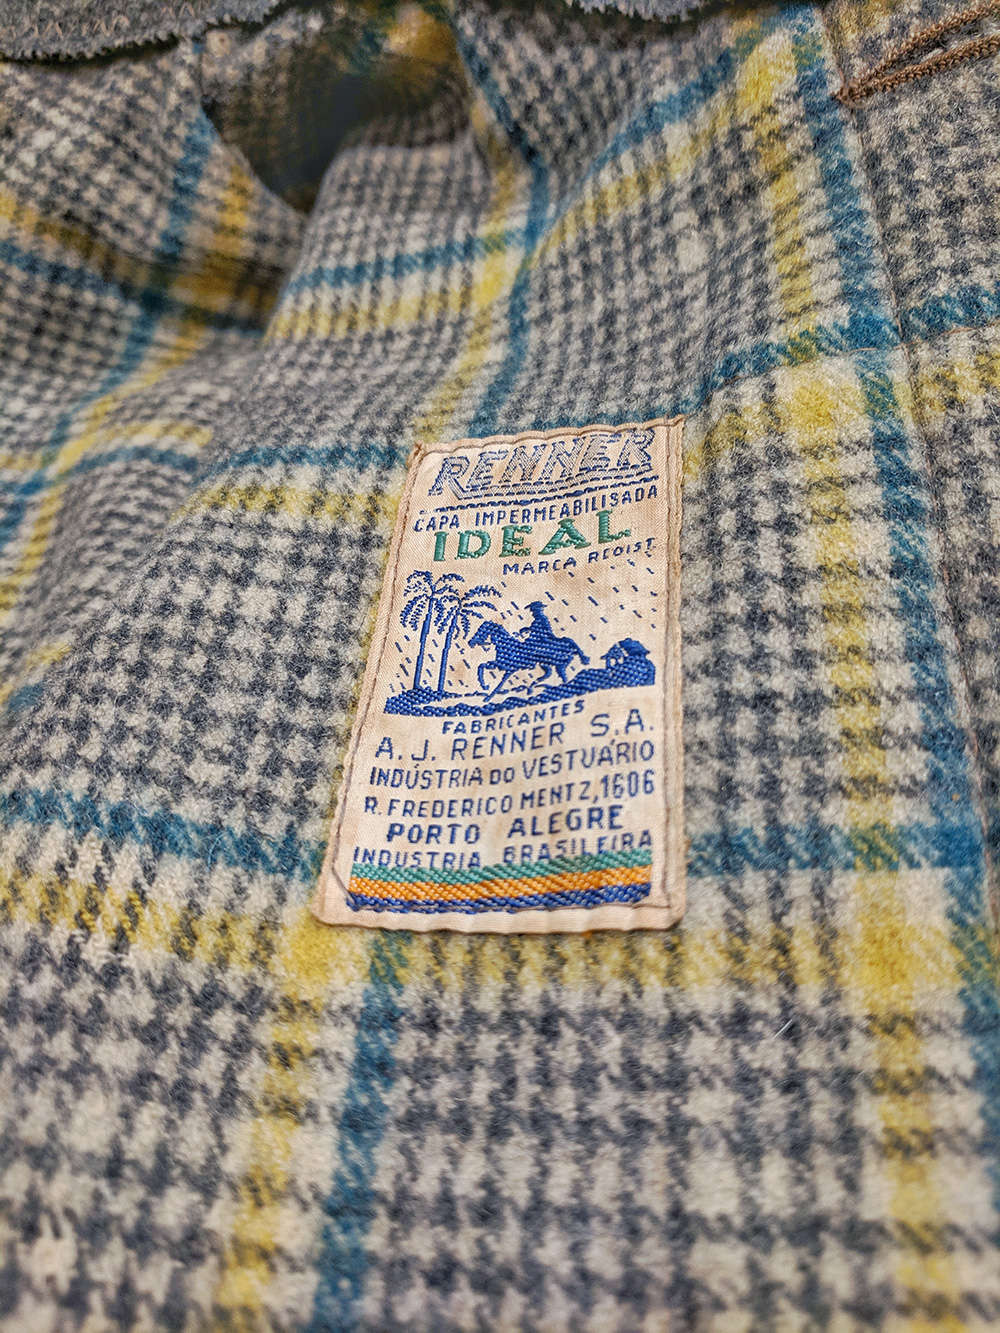 RENNER
CAPA IMPERMEABILISADA
IDEAL
MARCA REGIST.
FABRICANTES
A. J. RENNER S.A.
INDÚSTRIA DO VESTUÁRIO
R. FREDERICO MENTZ, 1606
PORTO ALEGRE
INDUSTRIA BRASILEIRA